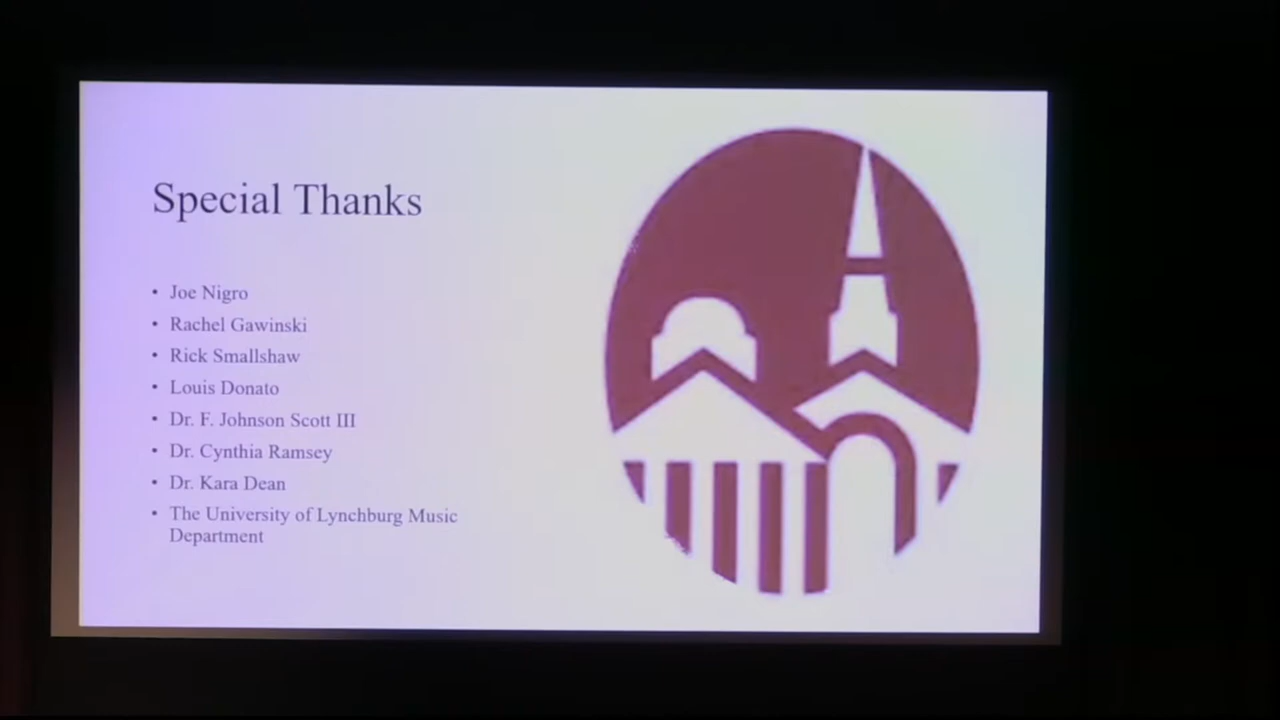 Special Thanks
• Joe Nigro
• Rachel Gawinski
• Rick Smallshaw
• Louis Donato
• Dr. F. Johnson Scott III
• Dr. Cynthia Ramsey
• Dr. Kara Dean
• The University of Lynchburg Music
Department